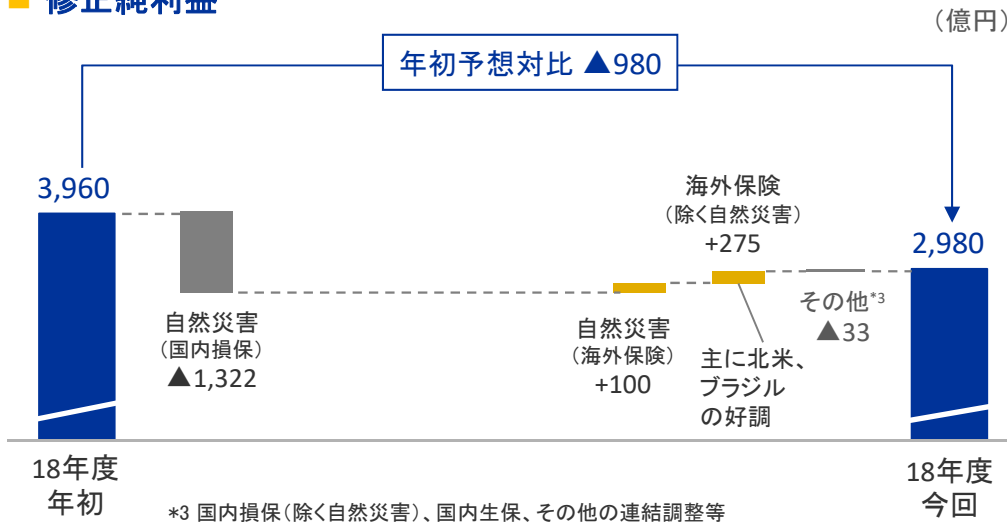 ■ 修正純利益
（億円）
年初予想対比 ▲980
3,960
自然災害
（国内損保）
▲1,322
自然災害
（海外保険）
+100
海外保険
（除く自然災害）
+275
主に北米、
ブラジル
の好調
その他*3
▲33
2,980
18年度
年初
18年度
今回
*3 国内損保（除く自然災害）、国内生保、その他の連結調整等